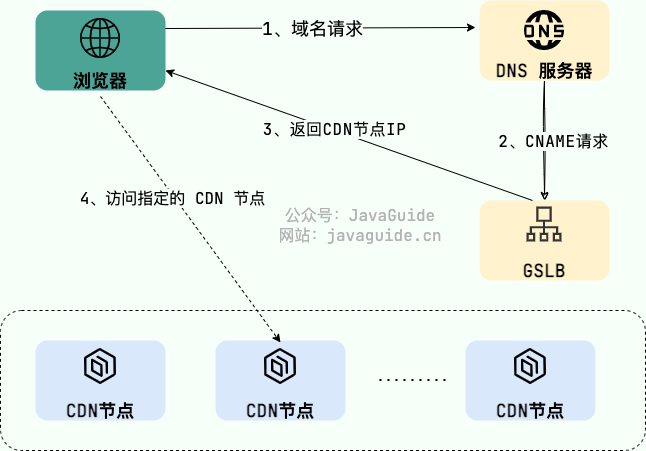 1、域名请求
DNS
浏览器
DNS 服务器
3、返回CDN节点IP
2、CNAME请求
4、访问指定的 CDN 节点
公众号：JavaGuide
网站：javaguide.cn
GSLB
CDN节点
CDN节点
.........
CDN节点